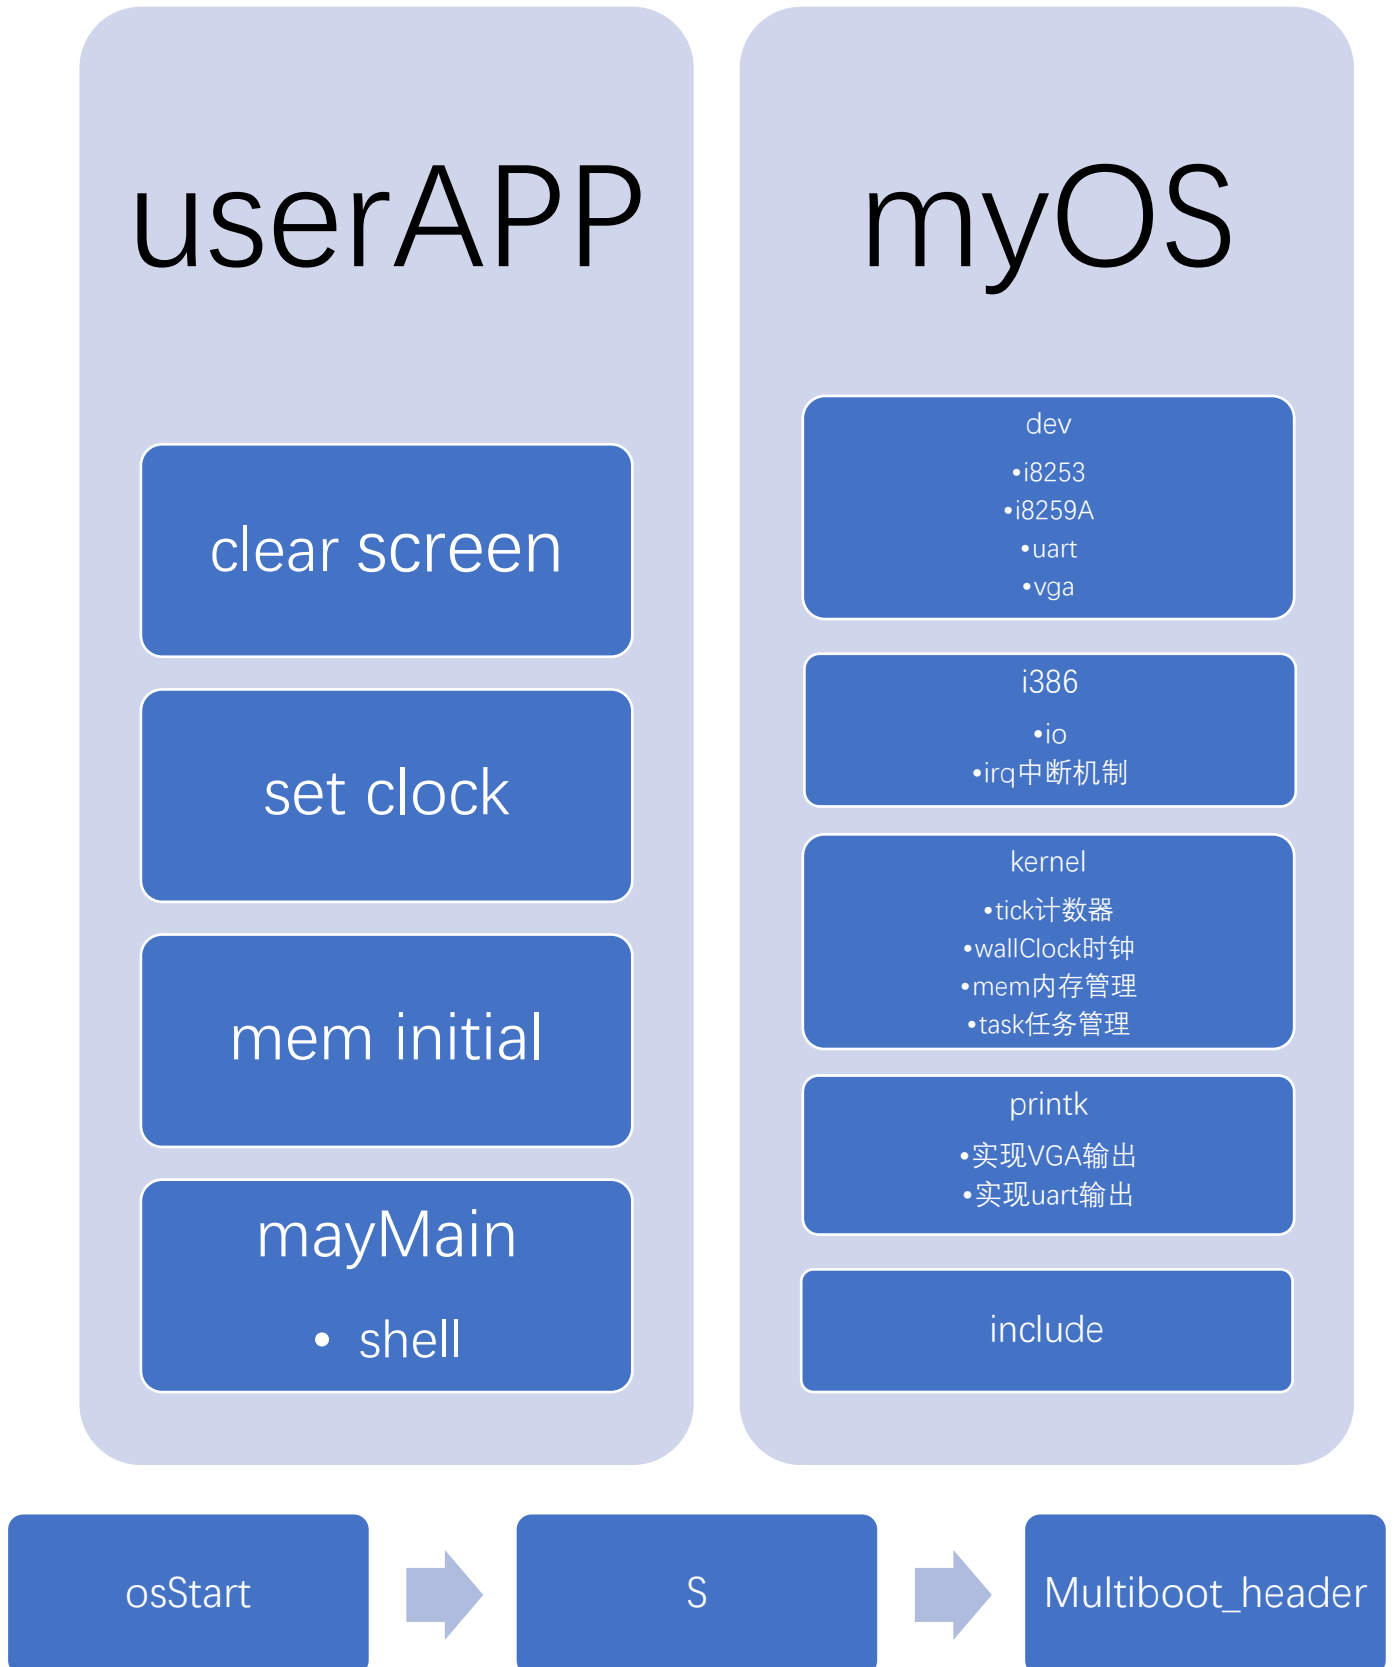 userAPP
clear screen
set clock
mem initial
mayMain
• shell
myOS
dev
•i8253
•i8259A
•uart
•vga
i386
•io
•irq中断机制
kernel
•tick计数器
•wallClock时钟
•mem内存管理
•task任务管理
printk
•实现VGA输出
•实现uart输出
include
osStart
S
Multiboot_header